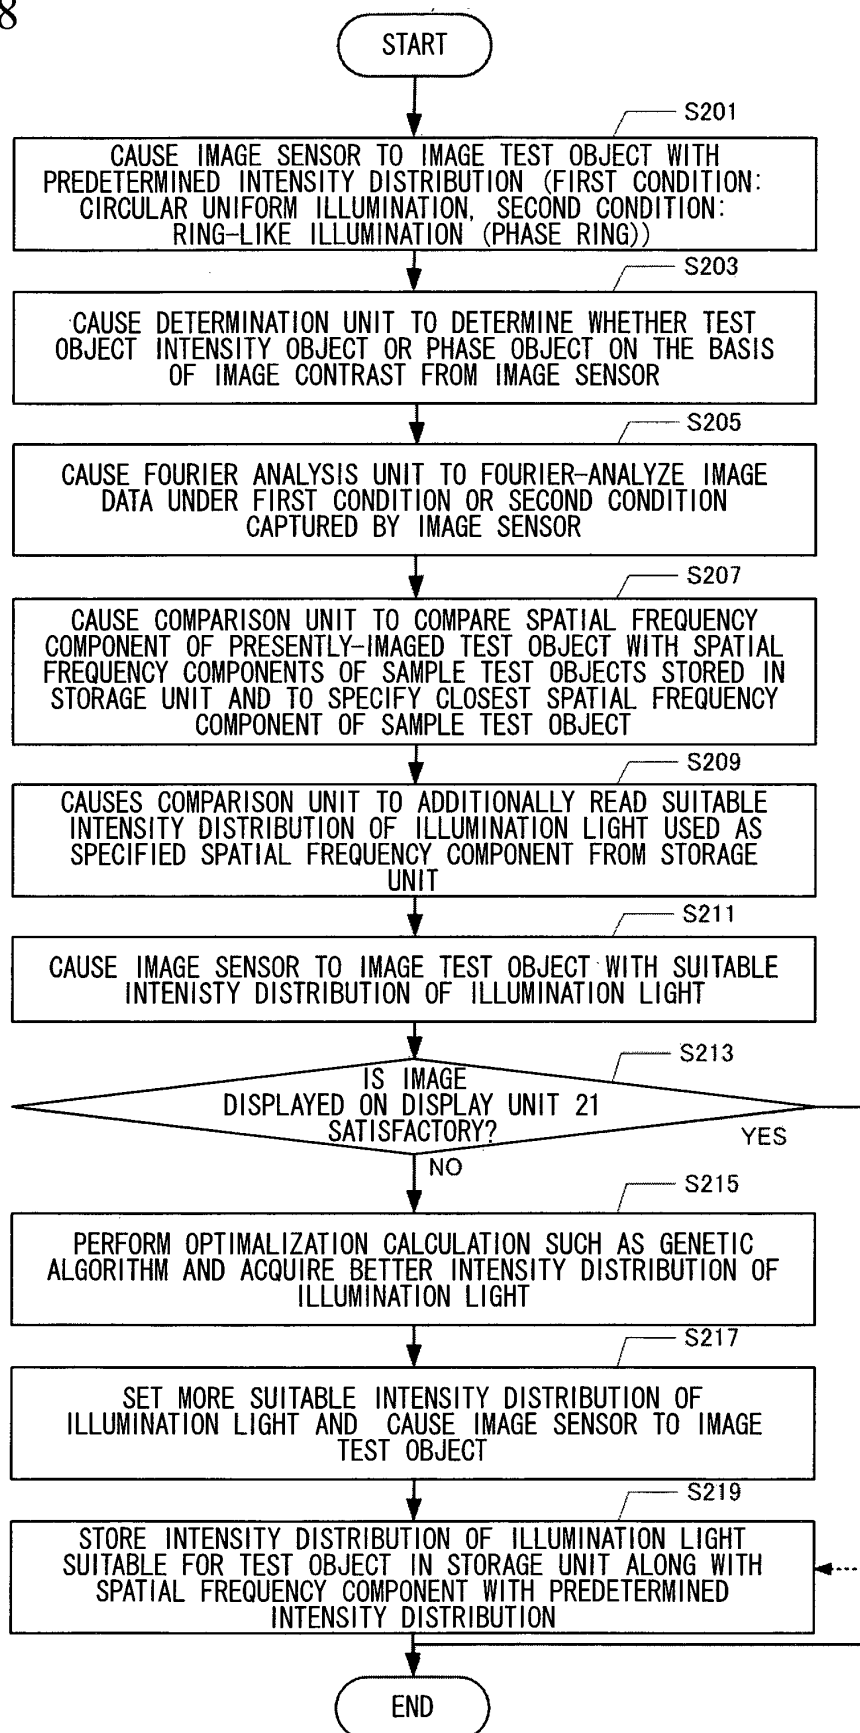 8
START
S201
CAUSE IMAGE SENSOR TO IMAGE TEST OBJECT WITH
PREDETERMINED INTENSITY DISTRIBUTION (FIRST CONDITION:
CIRCULAR UNIFORM ILLUMINATION, SECOND CONDITION:
RING-LIKE ILLUMINATION (PHASE RING))
S203
CAUSE DETERMINATION UNIT TO DETERMINE WHETHER TEST
OBJECT INTENSITY OBJECT OR PHASE OBJECT ON THE BASIS
OF IMAGE CONTRAST FROM IMAGE SENSOR
S205
CAUSE FOURIER ANALYSIS UNIT TO FOURIER-ANALYZE IMAGE
DATA UNDER FIRST CONDITION OR SECOND CONDITION
CAPTURED BY IMAGE SENSOR
S207
CAUSE COMPARISON UNIT TO COMPARE SPATIAL FREQUENCY
COMPONENT OF PRESENTLY-IMAGED TEST OBJECT WITH SPATIAL
FREQUENCY COMPONENTS OF SAMPLE TEST OBJECTS STORED IN
STORAGE UNIT AND TO SPECIFY CLOSEST SPATIAL FREQUENCY
COMPONENT OF SAMPLE TEST OBJECT
S209
CAUSES COMPARISON UNIT TO ADDITIONALLY READ SUITABLE
INTENSITY DISTRIBUTION OF ILLUMINATION LIGHT USED AS
SPECIFIED SPATIAL FREQUENCY COMPONENT FROM STORAGE
UNIT
S211
CAUSE IMAGE SENSOR TO IMAGE TEST OBJECT WITH SUITABLE
INTENISTY DISTRIBUTION OF ILLUMINATION LIGHT
S213
IS IMAGE
DISPLAYED ON DISPLAY UNIT 21
SATISFACTORY?
YES
NO
S215
PERFORM OPTIMALIZATION CALCULATION SUCH AS GENETIC
ALGORITHM AND ACQUIRE BETTER INTENSITY DISTRIBUTION OF
ILLUMINATION LIGHT
S217
SET MORE SUITABLE INTENSITY DISTRIBUTION OF
ILLUMINATION LIGHT AND CAUSE IMAGE SENSOR TO IMAGE
TEST OBJECT
S219
STORE INTENSITY DISTRIBUTION OF ILLUMINATION LIGHT
SUITABLE FOR TEST OBJECT IN STORAGE UNIT ALONG WITH
SPATIAL FREQUENCY COMPONENT WITH PREDETERMINED
INTENSITY DISTRIBUTION
END